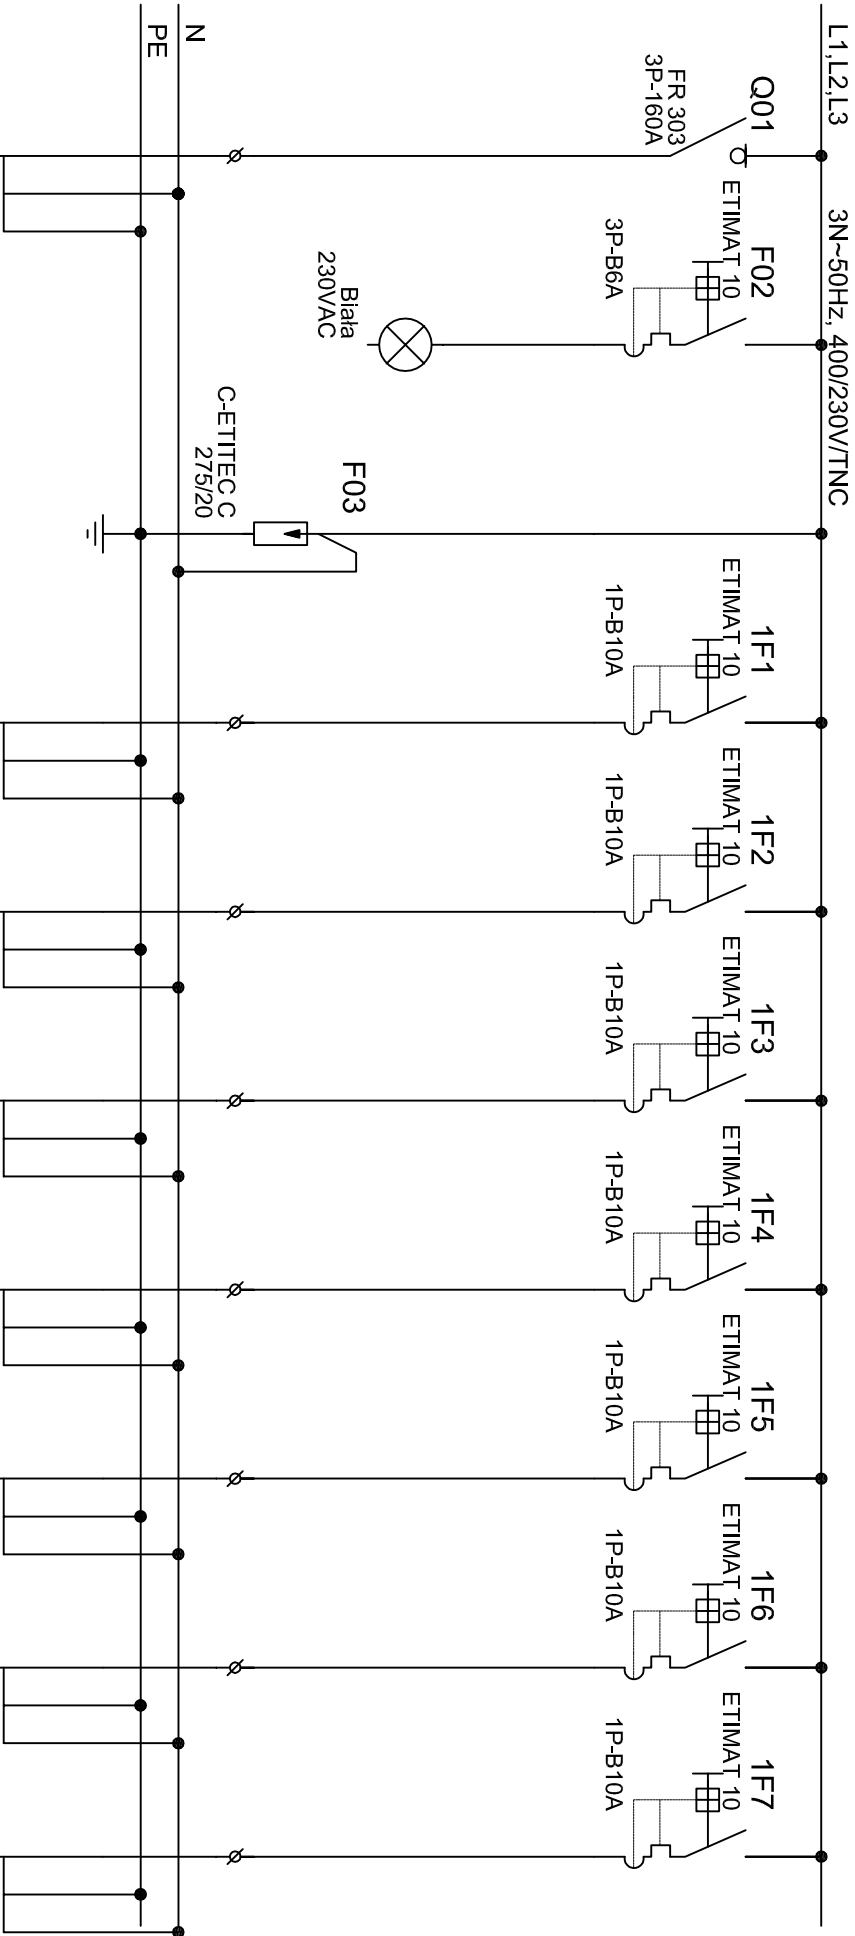 L1,L2,L3
3N~50Hz, 400/230V/TNC
Q01
FR 303
3P-160A
F02
ETIMAT 10
3P-B6A
Biała
230VAC
F03
C-ETITEC C
275/20
1F1
ETIMAT 10
1P-B10A
1F2
ETIMAT 10
1P-B10A
1F3
ETIMAT 10
1P-B10A
1F4
ETIMAT 10
1P-B10A
1F5
ETIMAT 10
1P-B10A
1F6
ETIMAT 10
1P-B10A
1F7
ETIMAT 10
1P-B10A
N
PE